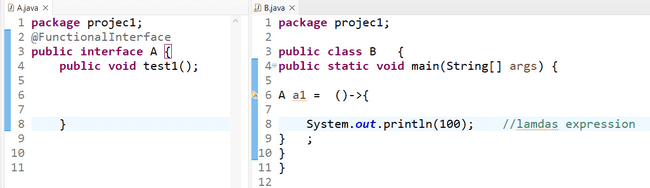 A.java
1 package projec1;
2 @FunctionalInterface
3 public interface A {
4 public void test1();
5
6
7
8 }
9
10
11
B.java
1 package projec1;
2
3 public class B {
4 public static void main(String[] args) {
5
6 A a1 = ()->{
7
8 System.out.println(100); //lamdas expression
9 } ;
10 }
11 }
12